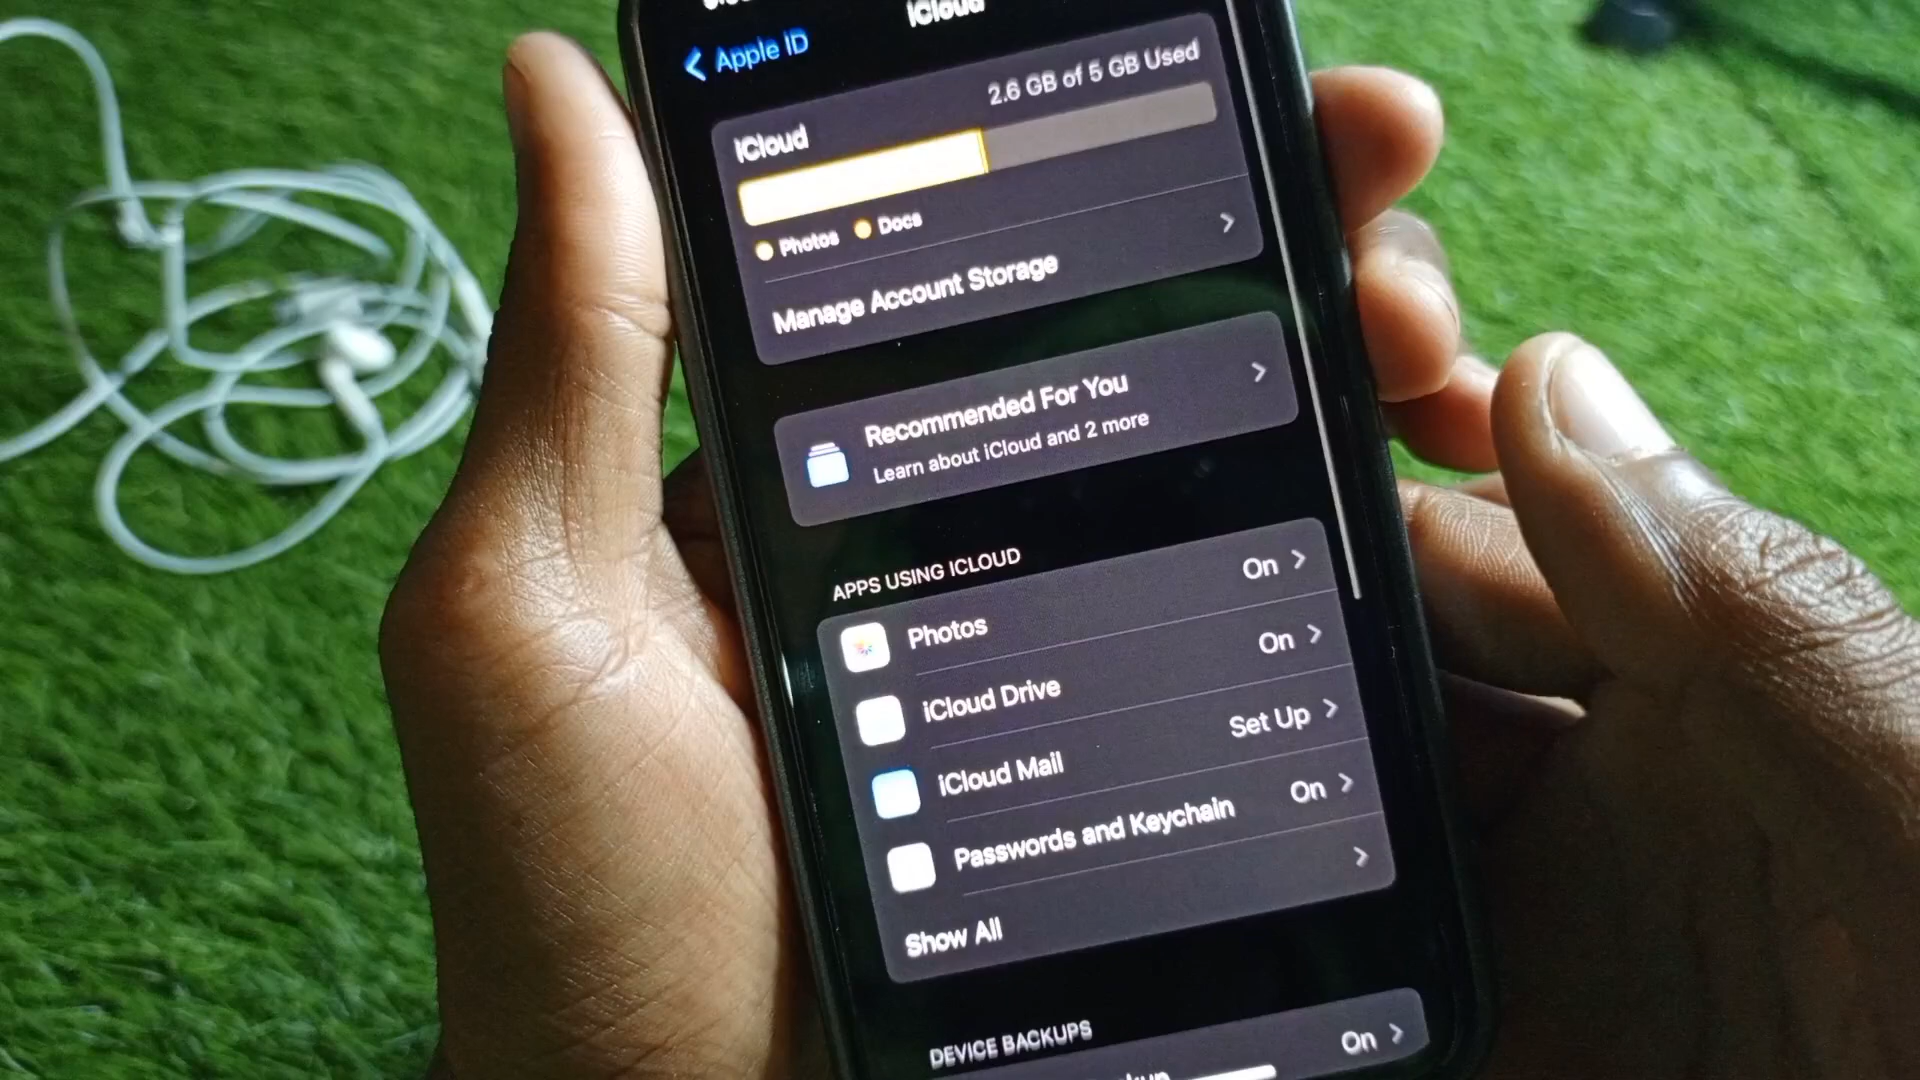 iCloud
Apple ID
2.6 GB of 5 GB Used
iCloud
Photos
Docs
Manage Account Storage
Recommended For You
Learn about iCloud and 2 more
APPS USING ICLOUD
Photos On
iCloud Drive On
iCloud Mail Set Up
Passwords and Keychain On
Show All
DEVICE BACKUPS
On